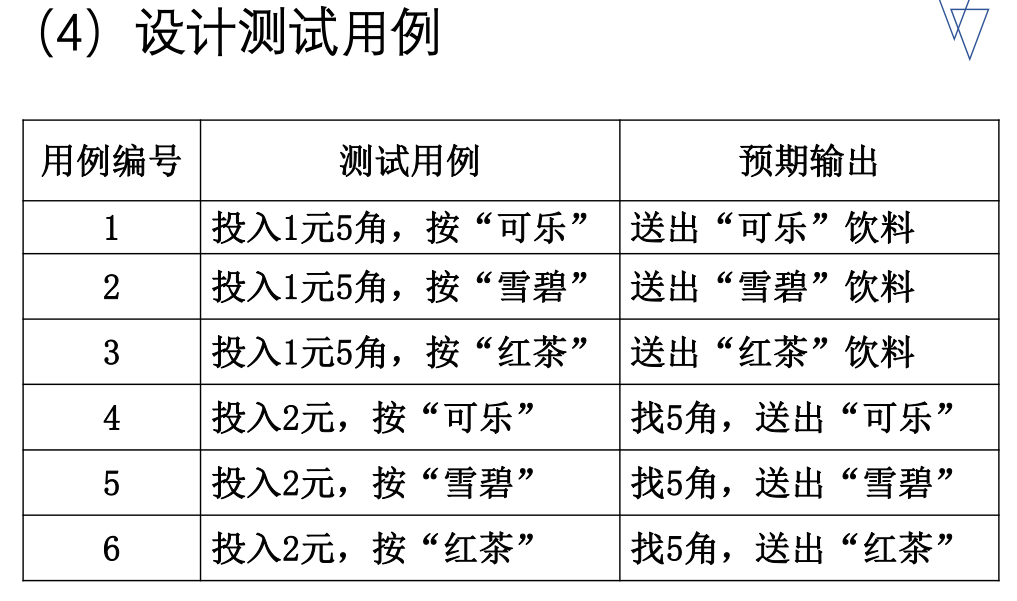 （4）设计测试用例
用例编号 测试用例 预期输出
1 投入1元5角，按“可乐” 送出“可乐”饮料
2 投入1元5角，按“雪碧” 送出“雪碧”饮料
3 投入1元5角，按“红茶” 送出“红茶”饮料
4 投入2元，按“可乐” 找5角，送出“可乐”
5 投入2元，按“雪碧” 找5角，送出“雪碧”
6 投入2元，按“红茶” 找5角，送出“红茶”